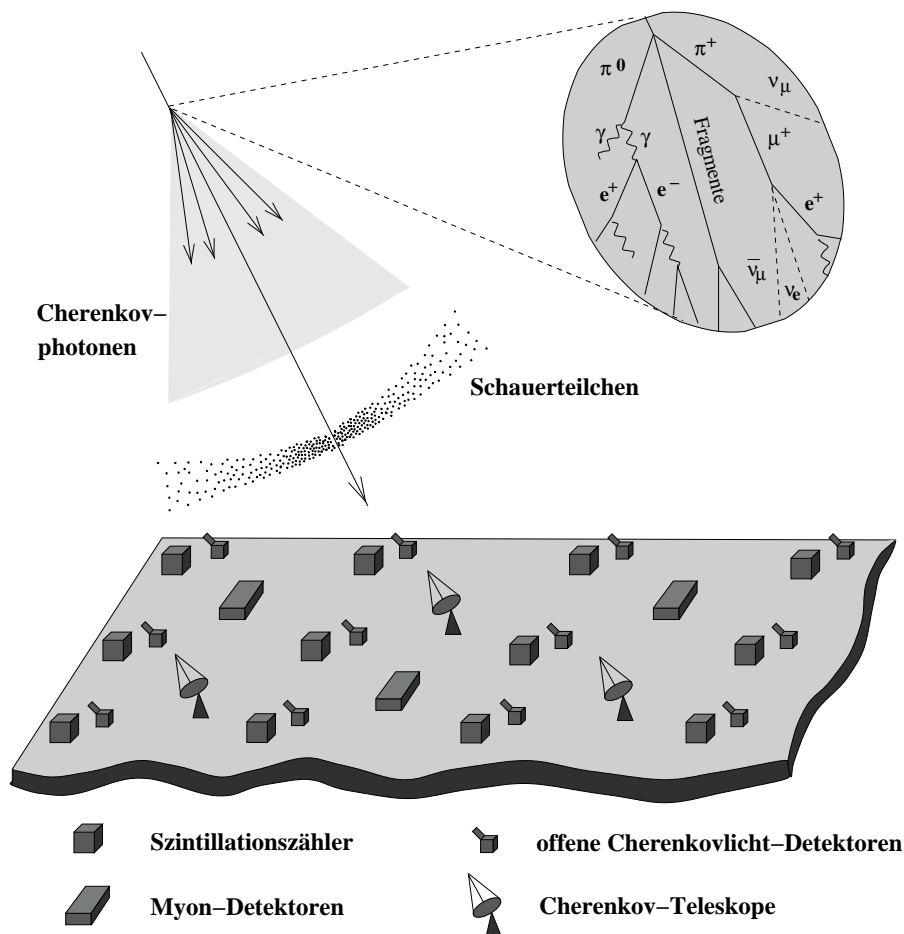 π⁰
π⁺
ν_μ
γ
γ
Fragmente
μ⁺
e⁺
e⁻
e⁺
ν̅_μ
ν_e
Cherenkov–
photonen
Schauerteilchen
Szintillationszähler
offene Cherenkovlicht–Detektoren
Myon–Detektoren
Cherenkov–Teleskope